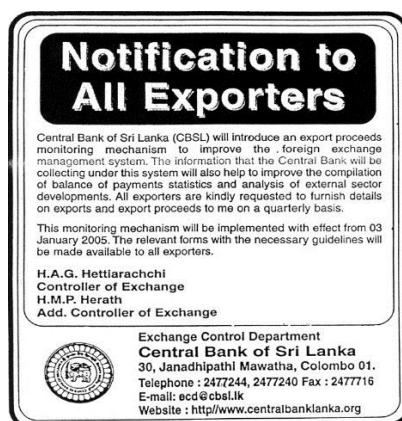 Notification to
All Exporters
Central Bank of Sri Lanka (CBSL) will introduce an export proceeds
monitoring mechanism to improve the .foreign exchange
management system. The information that the Central Bank will be
collecting under this system will also help to improve the compilation
of balance of payments statistics and analysis of external sector
developments. All exporters are kindly requested to furnish details
on exports and export proceeds to me on a quarterly basis.
This monitoring mechanism will be implemented with effect from 03
January 2005. The relevant forms with the necessary guidelines will
be made available to all exporters.
H.A.G. Hettiarachchi
Controller of Exchange
H.M.P. Herath
Add. Controller of Exchange
Exchange Control Department
Central Bank of Sri Lanka
30, Janadhipathi Mawatha, Colombo 01.
Telephone : 2477244, 2477240 Fax : 2477716
E-mail: ecd@cbsl.lk
Website : http//www.centralbanklanka.org